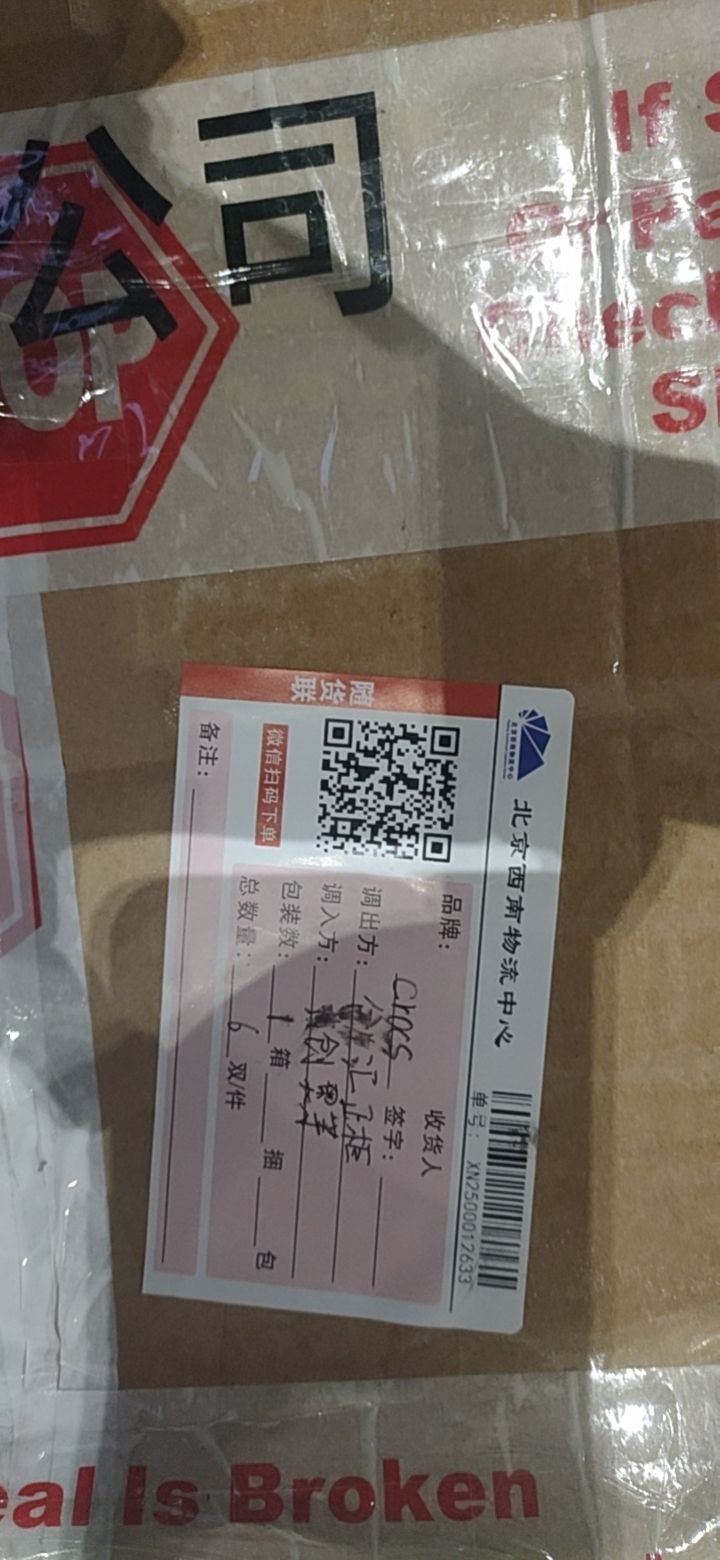 公司
If
Or
Check
随货联
北京西南物流中心
单号：XN2500012633
微信扫码下单
品牌：crocs
收货人
签字：
调出方：
调入方：
包装数：1箱 捆 包
总数量：6双/件
备注：
Is Broken